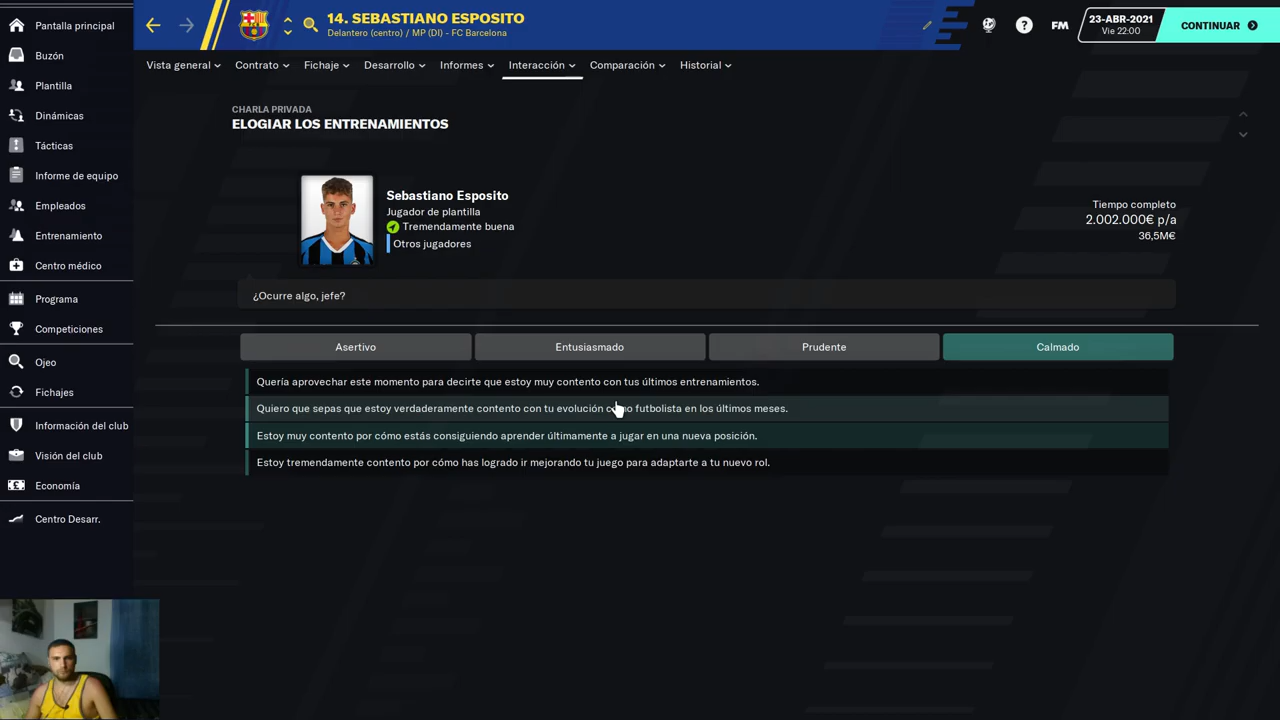 Pantalla principal
Buzón
Plantilla
Dinámicas
Tácticas
Informe de equipo
Empleados
Entrenamiento
Centro médico
Programa
Competiciones
Ojeo
Fichajes
Información del club
Visión del club
Economía
Centro Desarr.
14. SEBASTIANO ESPOSITO
Delantero (centro) / MP (DI) - FC Barcelona
FM
23-ABR-2021
Vie 22:00
CONTINUAR
Vista general
Contrato
Fichaje
Desarrollo
Informes
Interacción
Comparación
Historial
CHARLA PRIVADA
ELOGIAR LOS ENTRENAMIENTOS
Sebastiano Esposito
Jugador de plantilla
Tremendamente buena
Otros jugadores
Tiempo completo
2.002.000€ p/a
36,5M€
¿Ocurre algo, jefe?
Asertivo
Entusiasmado
Prudente
Calmado
Quería aprovechar este momento para decirte que estoy muy contento con tus últimos entrenamientos.
Quiero que sepas que estoy verdaderamente contento con tu evolución como futbolista en los últimos meses.
Estoy muy contento por cómo estás consiguiendo aprender últimamente a jugar en una nueva posición.
Estoy tremendamente contento por cómo has logrado ir mejorando tu juego para adaptarte a tu nuevo rol.